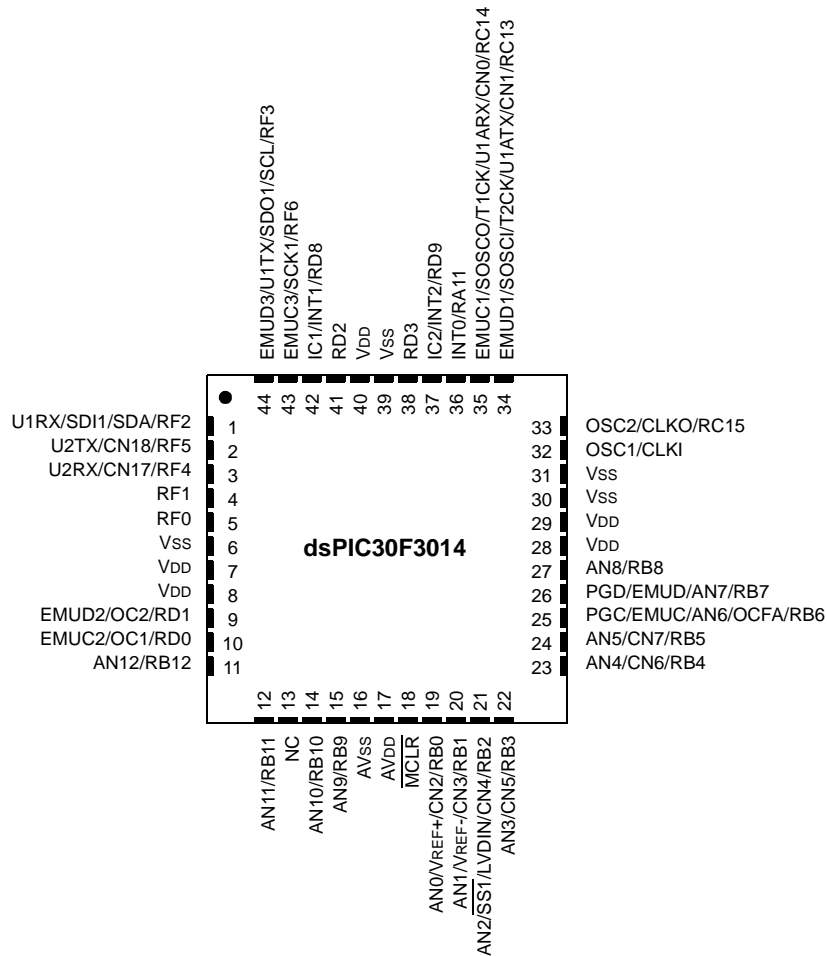 EMUD3/U1TX/SDO1/SCL/RF3
EMUC3/SCK1/RF6
IC1/INT1/RD8
RD2
VDD
VSS
RD3
IC2/INT2/RD9
INT0/RA11
EMUC1/SOSCO/T1CK/U1ARX/CN0/RC14
EMUD1/SOSCI/T2CK/U1ATX/CN1/RC13
44
43
42
41
40
39
38
37
36
35
34
U1RX/SDI1/SDA/RF2
U2TX/CN18/RF5
U2RX/CN17/RF4
RF1
RF0
VSS
VDD
VDD
EMUD2/OC2/RD1
EMUC2/OC1/RD0
AN12/RB12
1
2
3
4
5
6
7
8
9
10
11
dsPIC30F3014
33
32
31
30
29
28
27
26
25
24
23
OSC2/CLKO/RC15
OSC1/CLKI
VSS
VSS
VDD
VDD
AN8/RB8
PGD/EMUD/AN7/RB7
PGC/EMUC/AN6/OCFA/RB6
AN5/CN7/RB5
AN4/CN6/RB4
12
13
14
15
16
17
18
19
20
21
22
AN11/RB11
NC
AN10/RB10
AN9/RB9
AVSS
AVDD
MCLR
AN0/VREF+/CN2/RB0
AN1/VREF-/CN3/RB1
AN2/SS1/LVDIN/CN4/RB2
AN3/CN5/RB3